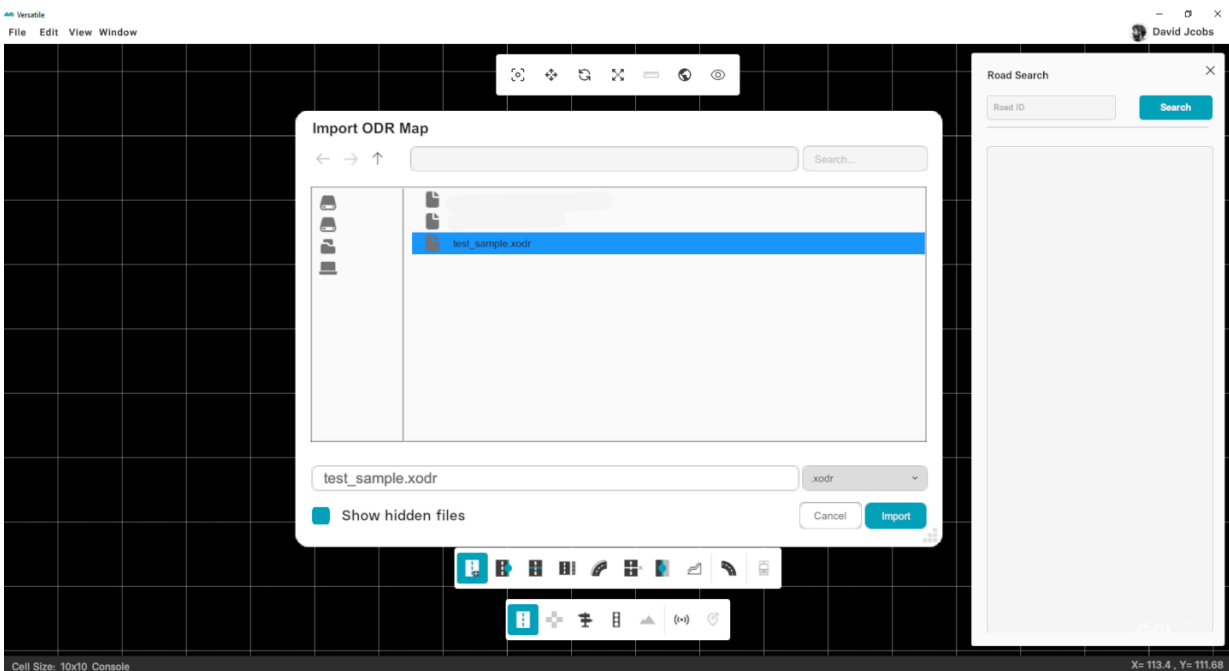 Versatile
File Edit View Window
David Jcobs
Road Search
Road ID
Search
Import ODR Map
Search...
test_sample.xodr
test_sample.xodr
.xodr
Show hidden files
Cancel
Import
Cell Size: 10x10 Console
X= 113.4 , Y= 111.68